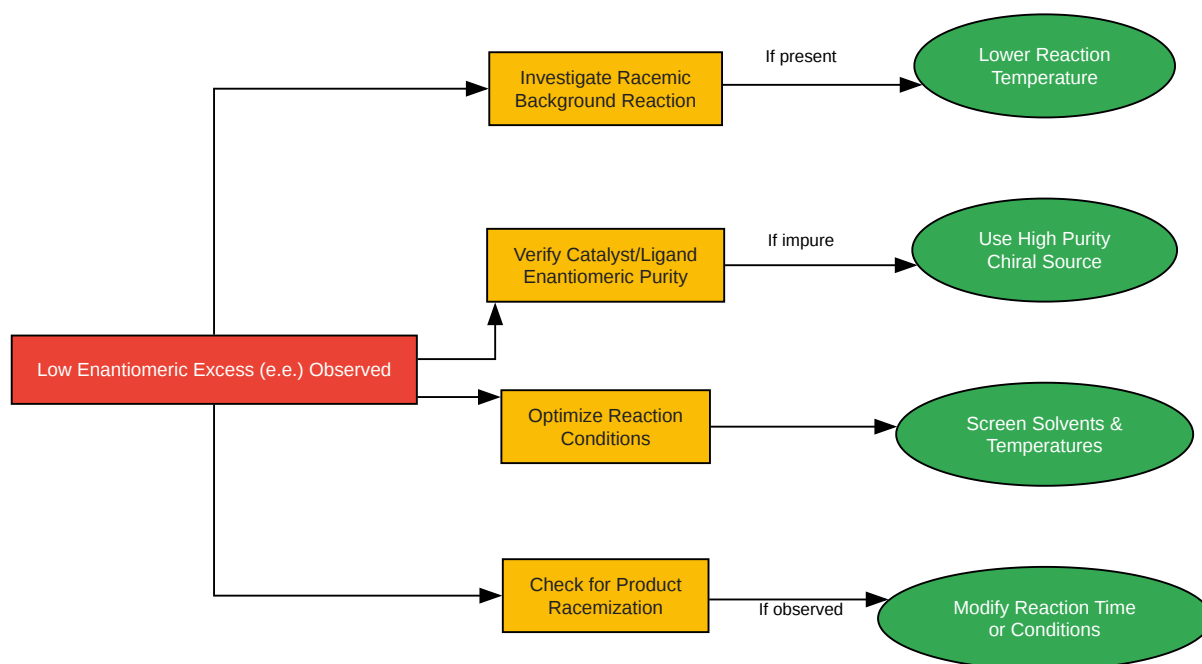 Investigate Racemic
Background Reaction
If present
Lower Reaction
Temperature
Verify Catalyst/Ligand
Enantiomeric Purity
If impure
Use High Purity
Chiral Source
Low Enantiomeric Excess (e.e.) Observed
Optimize Reaction
Conditions
Screen Solvents &
Temperatures
Check for Product
Racemization
If observed
Modify Reaction Time
or Conditions